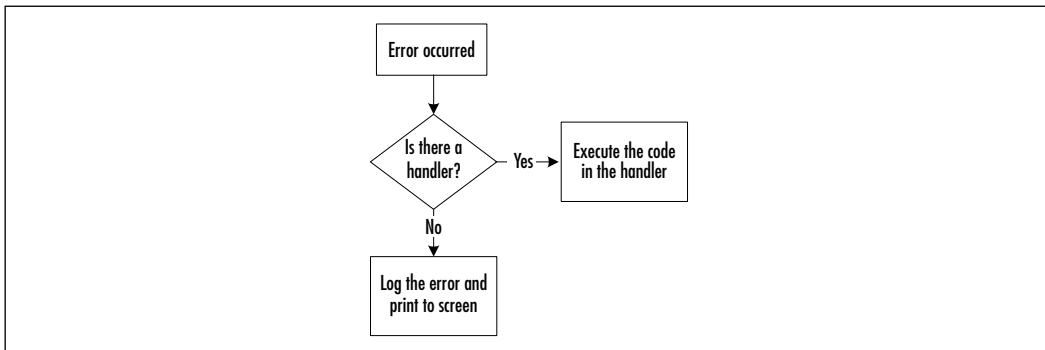 Error occurred
Is there a
handler?
Yes
Execute the code
in the handler
No
Log the error and
print to screen